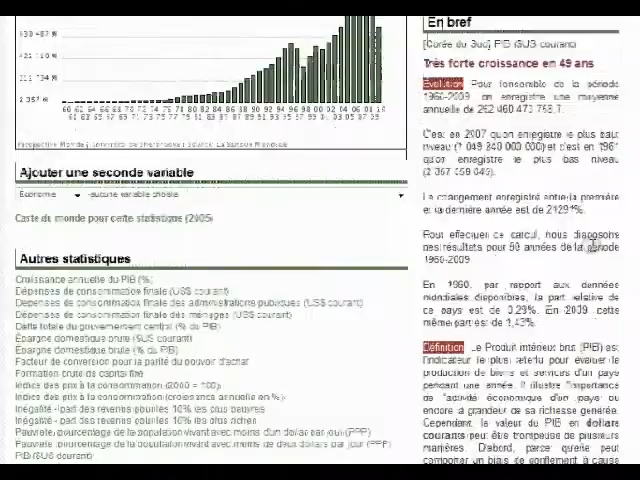 En bref
[Corée du Sud] PIB ($US courant)
Très forte croissance en 49 ans
Évolution Pour l'ensemble de la période
1960-2009 on enregistre une moyenne
annuelle de
C'est en 2007 qu'on enregistre le plus haut
niveau (1 049 240 000 000) et c'est en 1961
qu'on enregistre le plus bas niveau
Le changement enregistré entre la première
et la dernière année est de
Pour effectuer ce calcul, nous disposons
des résultats pour 50 années de la période
1960-2009
En 1960, par rapport aux données
mondiales disponibles, la part relative de
ce pays est de 0,29%. En 2009 cette
même part est de 1,43%.
Définition Le Produit intérieur brut (PIB) est
l'indicateur le plus retenu pour évaluer la
production de biens et services d'un pays
pendant une année. Il illustre l'importance
de l'activité économique d'un pays ou
encore la grandeur de sa richesse générée.
Cependant, la valeur du PIB en dollars
courants peut être trompeuse de plusieurs
manières. D'abord, parce qu'elle peut
comporter un biais de gonflement à cause
Perspective Monde, Université de Sherbrooke, Source: La Banque Mondiale
Ajouter une seconde variable
Économie
aucune variable choisie
Carte du monde pour cette statistique (2005)
Autres statistiques
Croissance annuelle du PIB (%)
Dépenses de consommation finale (US$ courant)
Dépenses de consommation finale des administrations publiques (US$ courant)
Dépenses de consommation finale des ménages (US$ courant)
Dette totale du gouvernement central (% du PIB)
Épargne domestique brute ($US courant)
Épargne domestique brute (% du PIB)
Facteur de conversion pour la parité du pouvoir d'achat
Formation brute de capital fixe
Indice des prix à la consommation (2000 = 100)
Indice des prix à la consommation (croissance annuelle en %)
Inégalité - part des revenus pour les 10% les plus pauvres
Inégalité - part des revenus pour les 10% les plus riches
Pauvreté, pourcentage de la population vivant avec moins d'un dollar par jour (PPP)
Pauvreté, pourcentage de la population vivant avec moins de deux dollars par jour (PPP)
PIB ($US courant)